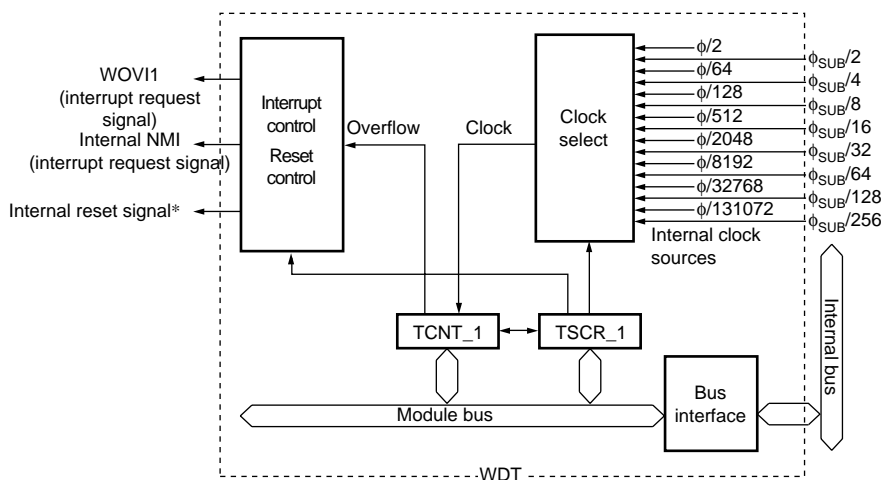 WOVI1
(interrupt request
signal)
Internal NMI
(interrupt request signal)
Internal reset signal*
Interrupt
control
Reset
control
Overflow
Clock
Clock
select
ϕ/2
ϕSUB/2
ϕ/64
ϕSUB/4
ϕ/128
ϕSUB/8
ϕ/512
ϕSUB/16
ϕ/2048
ϕSUB/32
ϕ/8192
ϕSUB/64
ϕ/32768
ϕSUB/128
ϕ/131072
ϕSUB/256
Internal clock
sources
TCNT_1
TSCR_1
Module bus
Bus
interface
Internal bus
WDT